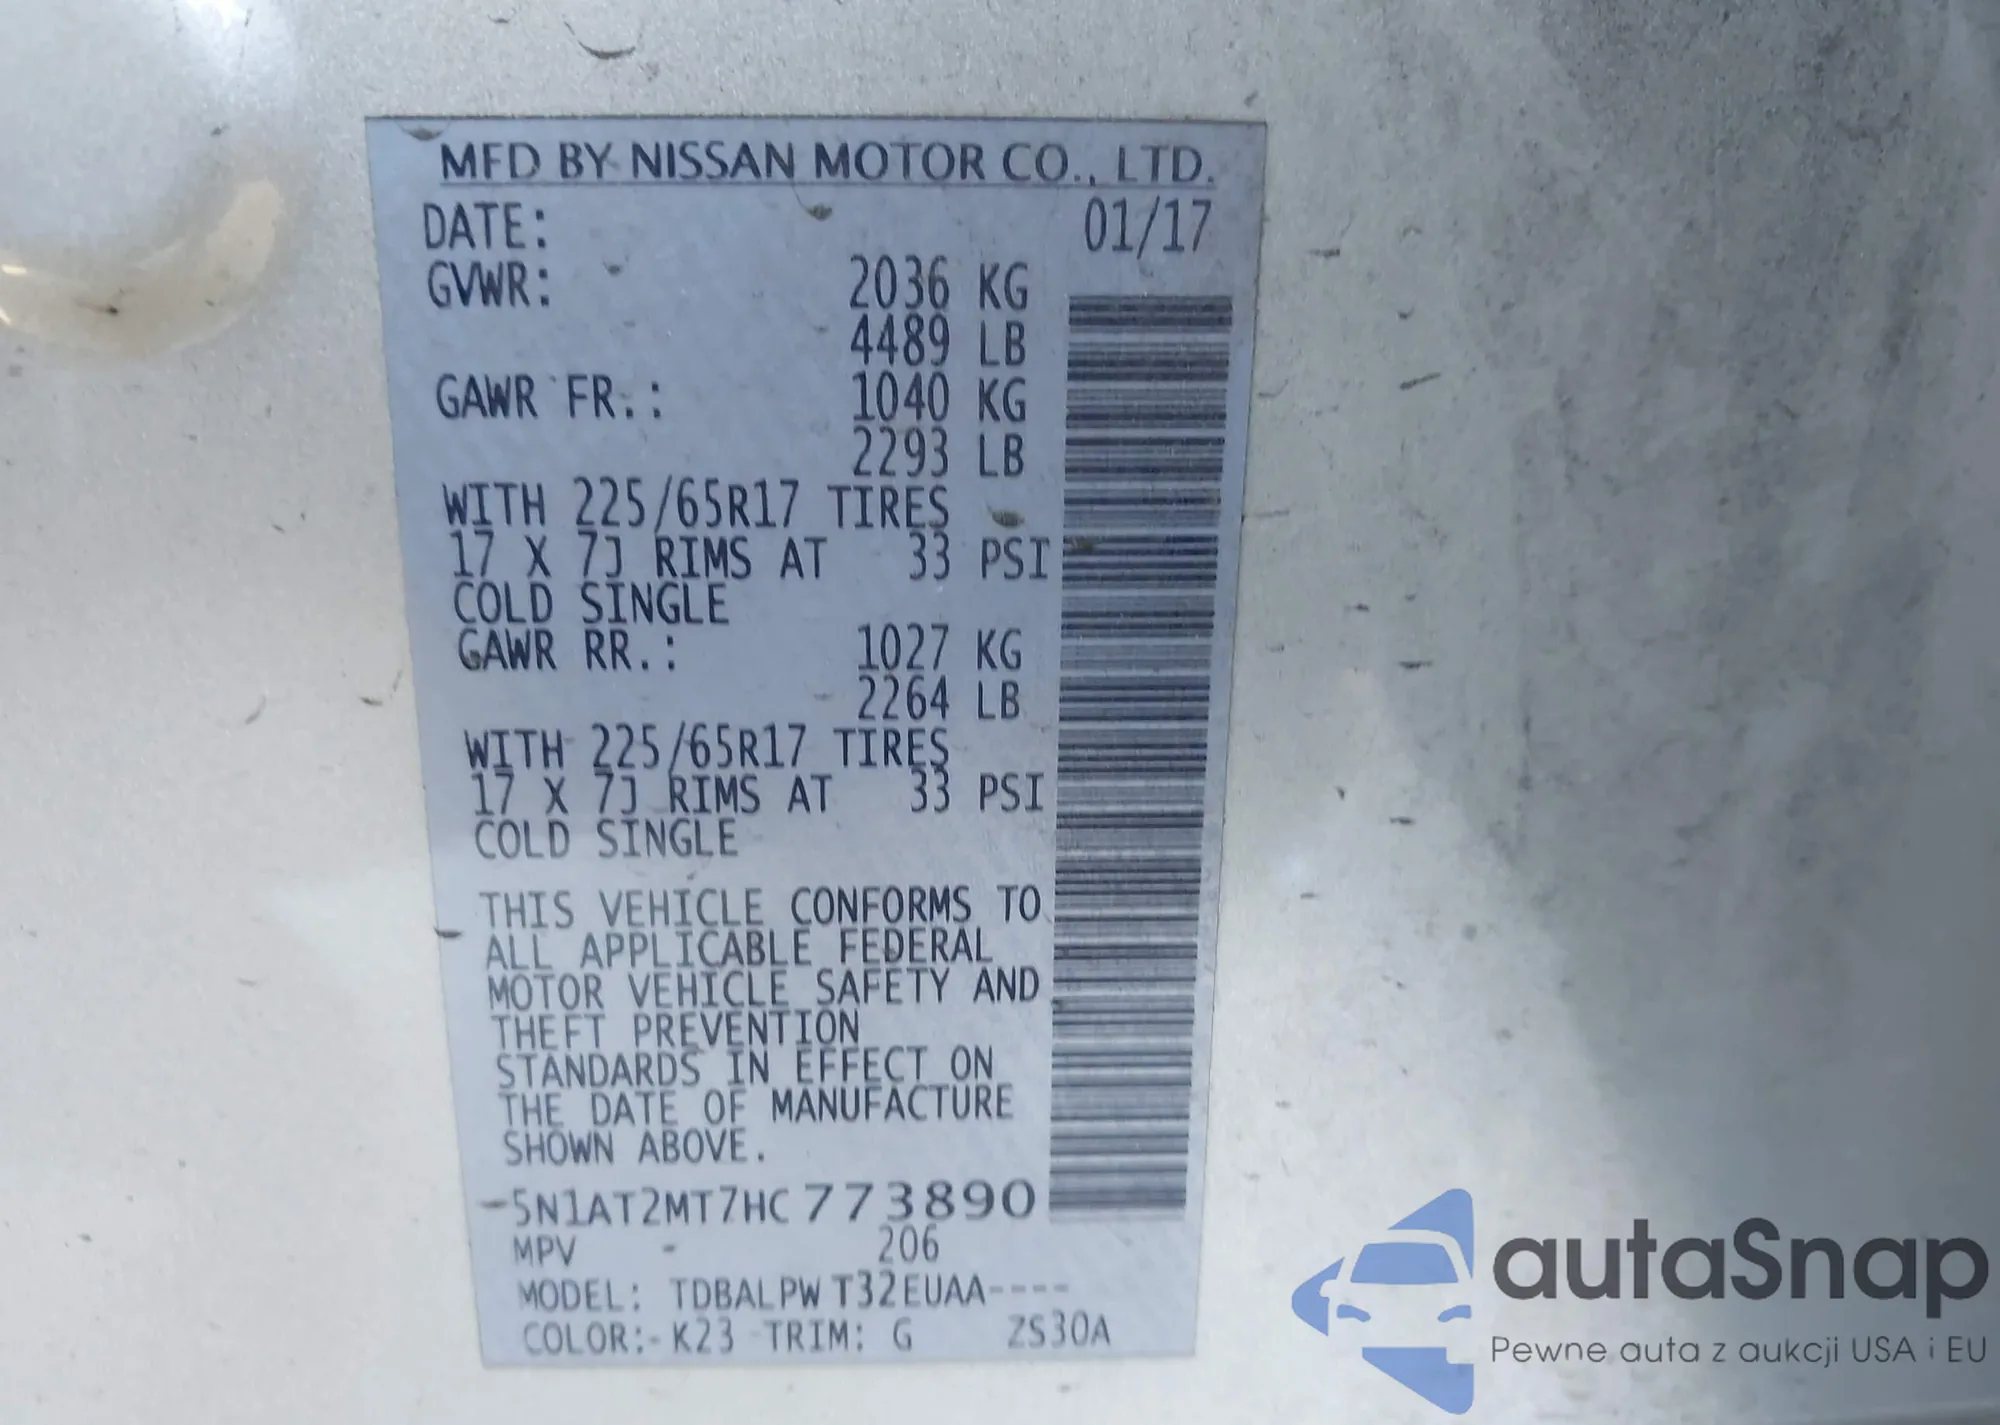 MFD BY NISSAN MOTOR CO., LTD.
DATE: 01/17
GVWR: 2036 KG
4489 LB
GAWR FR.: 1040 KG
2293 LB
WITH 225/65R17 TIRES
17 X 7J RIMS AT 33 PSI
COLD SINGLE
GAWR RR.: 1027 KG
2264 LB
WITH 225/65R17 TIRES
17 X 7J RIMS AT 33 PSI
COLD SINGLE
THIS VEHICLE CONFORMS TO
ALL APPLICABLE FEDERAL
MOTOR VEHICLE SAFETY AND
THEFT PREVENTION
STANDARDS IN EFFECT ON
THE DATE OF MANUFACTURE
SHOWN ABOVE.
5N1AT2MT7HC773890
MPV - 206
MODEL: TDBALPW T32EUAA----
COLOR: K23 TRIM: G ZS30A
autaSnap
Pewne auta z aukcji USA i EU